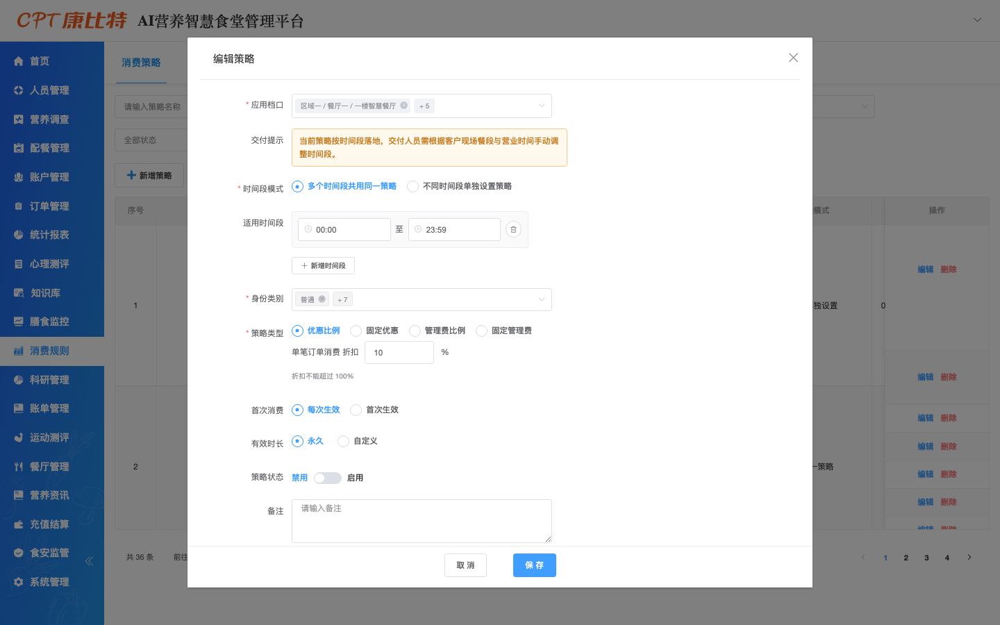 CPT 康比特 AI营养智慧食堂管理平台
首页
人员管理
营养调查
配餐管理
账户管理
订单管理
统计报表
心理测评
知识库
膳食监控
消费规则
科研管理
账单管理
运动测评
餐厅管理
营养资讯
充值结算
食安监管
系统管理
消费策略
请输入策略名称
全部状态
新增策略
序号
模式
操作
1
独设置
0
编辑 删除
编辑 删除
2
一策略
编辑 删除
编辑 删除
编辑 删除
编辑 删除
编辑 删除
共 36 条 前往
1 2 3 4
编辑策略
* 应用档口 区域一 / 餐厅一 / 一楼智慧餐厅 + 5
交付提示 当前策略按时间段落地，交付人员需根据客户现场餐段与营业时间手动调
整时间段。
* 时间段模式 多个时间段共用同一策略 不同时间段单独设置策略
适用时间段 00:00 至 23:59
新增时间段
* 身份类别 普通 + 7
* 策略类型 优惠比例 固定优惠 管理费比例 固定管理费
单笔订单消费 折扣 10 %
折扣不能超过 100%
首次消费 每次生效 首次生效
有效时长 永久 自定义
策略状态 禁用 启用
备注 请输入备注
取 消 保 存